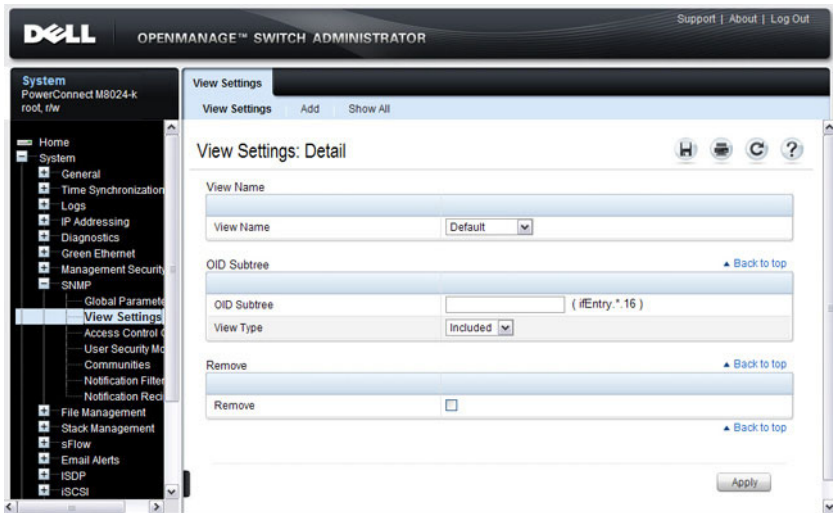 Support | About | Log Out
DELL
OPENMANAGE™ SWITCH ADMINISTRATOR
System
PowerConnect M8024-k
root, r/w
Home
System
General
Time Synchronization
Logs
IP Addressing
Diagnostics
Green Ethernet
Management Security
SNMP
Global Paramete
View Settings
Access Control
User Security Mo
Communities
Notification Filter
Notification Reci
File Management
Stack Management
sFlow
Email Alerts
ISDP
iSCSI
View Settings
View Settings Add Show All
View Settings: Detail
View Name
View Name Default
OID Subtree Back to top
OID Subtree ( ifEntry.*.16 )
View Type Included
Remove Back to top
Remove
Back to top
Apply